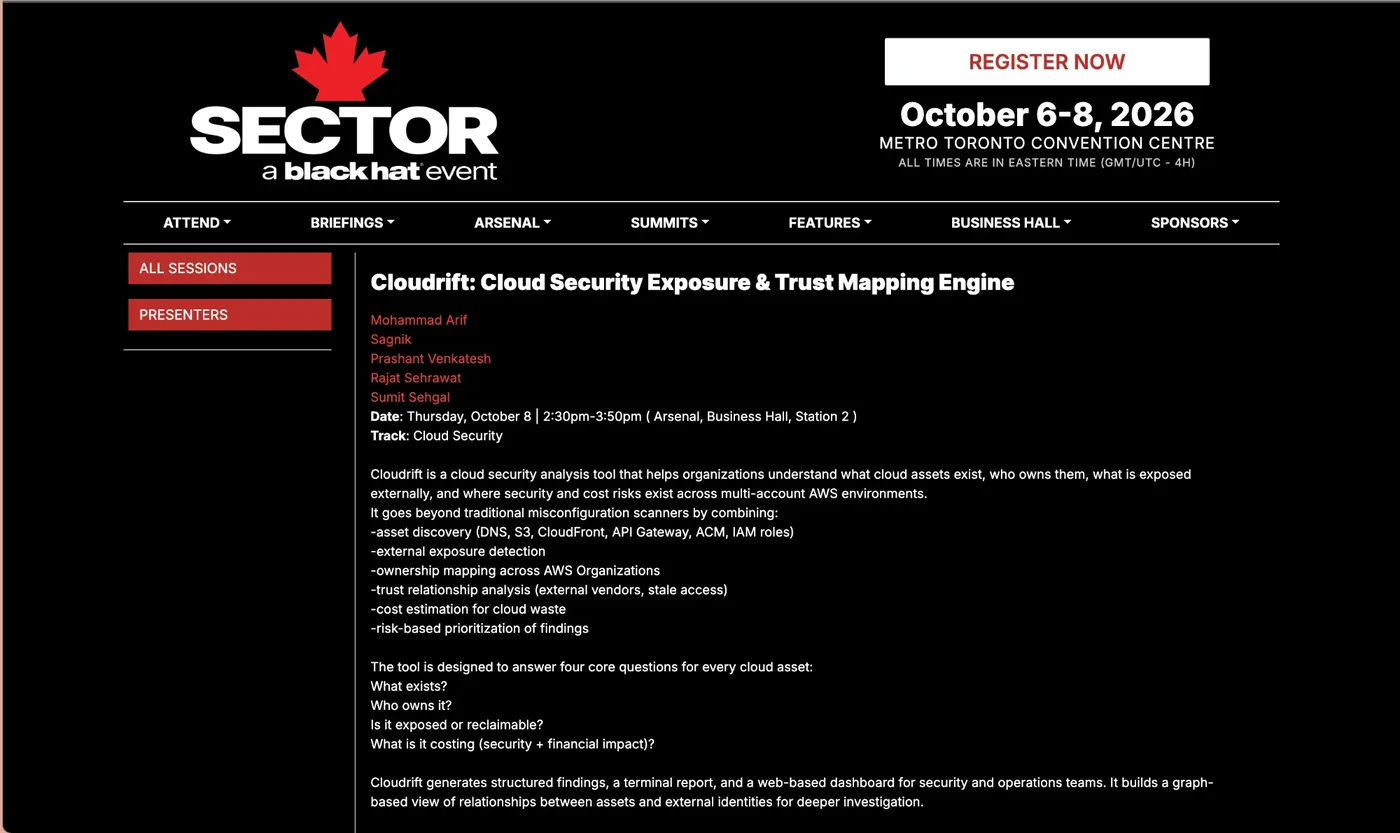 SECTOR
a black hat event
REGISTER NOW
October 6-8, 2026
METRO TORONTO CONVENTION CENTRE
ALL TIMES ARE IN EASTERN TIME (GMT/UTC - 4H)
ATTEND
BRIEFINGS
ARSENAL
SUMMITS
FEATURES
BUSINESS HALL
SPONSORS
ALL SESSIONS
PRESENTERS
Cloudrift: Cloud Security Exposure & Trust Mapping Engine
Mohammad Arif
Sagnik
Prashant Venkatesh
Rajat Sehrawat
Sumit Sehgal
Date: Thursday, October 8 | 2:30pm-3:50pm ( Arsenal, Business Hall, Station 2 )
Track: Cloud Security
Cloudrift is a cloud security analysis tool that helps organizations understand what cloud assets exist, who owns them, what is exposed
externally, and where security and cost risks exist across multi-account AWS environments.
It goes beyond traditional misconfiguration scanners by combining:
-asset discovery (DNS, S3, CloudFront, API Gateway, ACM, IAM roles)
-external exposure detection
-ownership mapping across AWS Organizations
-trust relationship analysis (external vendors, stale access)
-cost estimation for cloud waste
-risk-based prioritization of findings
The tool is designed to answer four core questions for every cloud asset:
What exists?
Who owns it?
Is it exposed or reclaimable?
What is it costing (security + financial impact)?
Cloudrift generates structured findings, a terminal report, and a web-based dashboard for security and operations teams. It builds a graph-
based view of relationships between assets and external identities for deeper investigation.